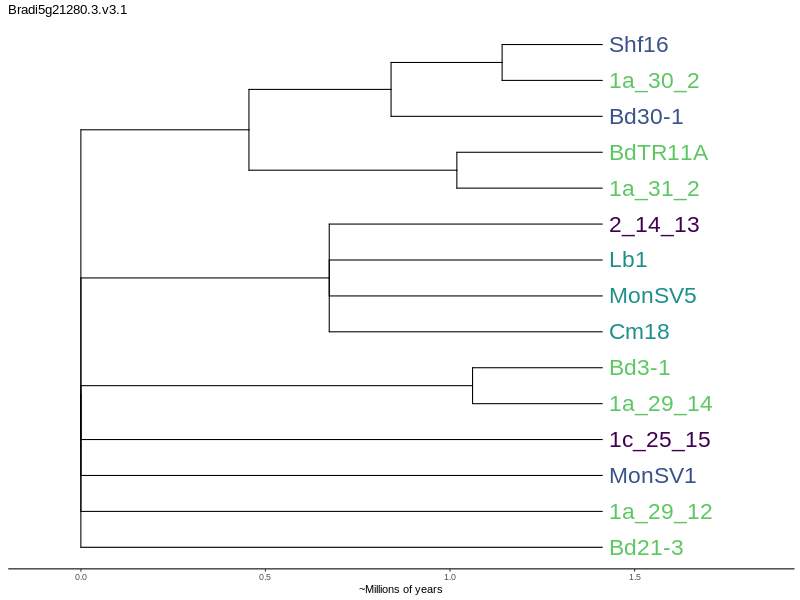 Bradi5g21280.3.v3.1
Shf16
1a_30_2
Bd30-1
BdTR11A
1a_31_2
2_14_13
Lb1
MonSV5
Cm18
Bd3-1
1a_29_14
1c_25_15
MonSV1
1a_29_12
Bd21-3
0.0 0.5 1.0 1.5
~Millions of years